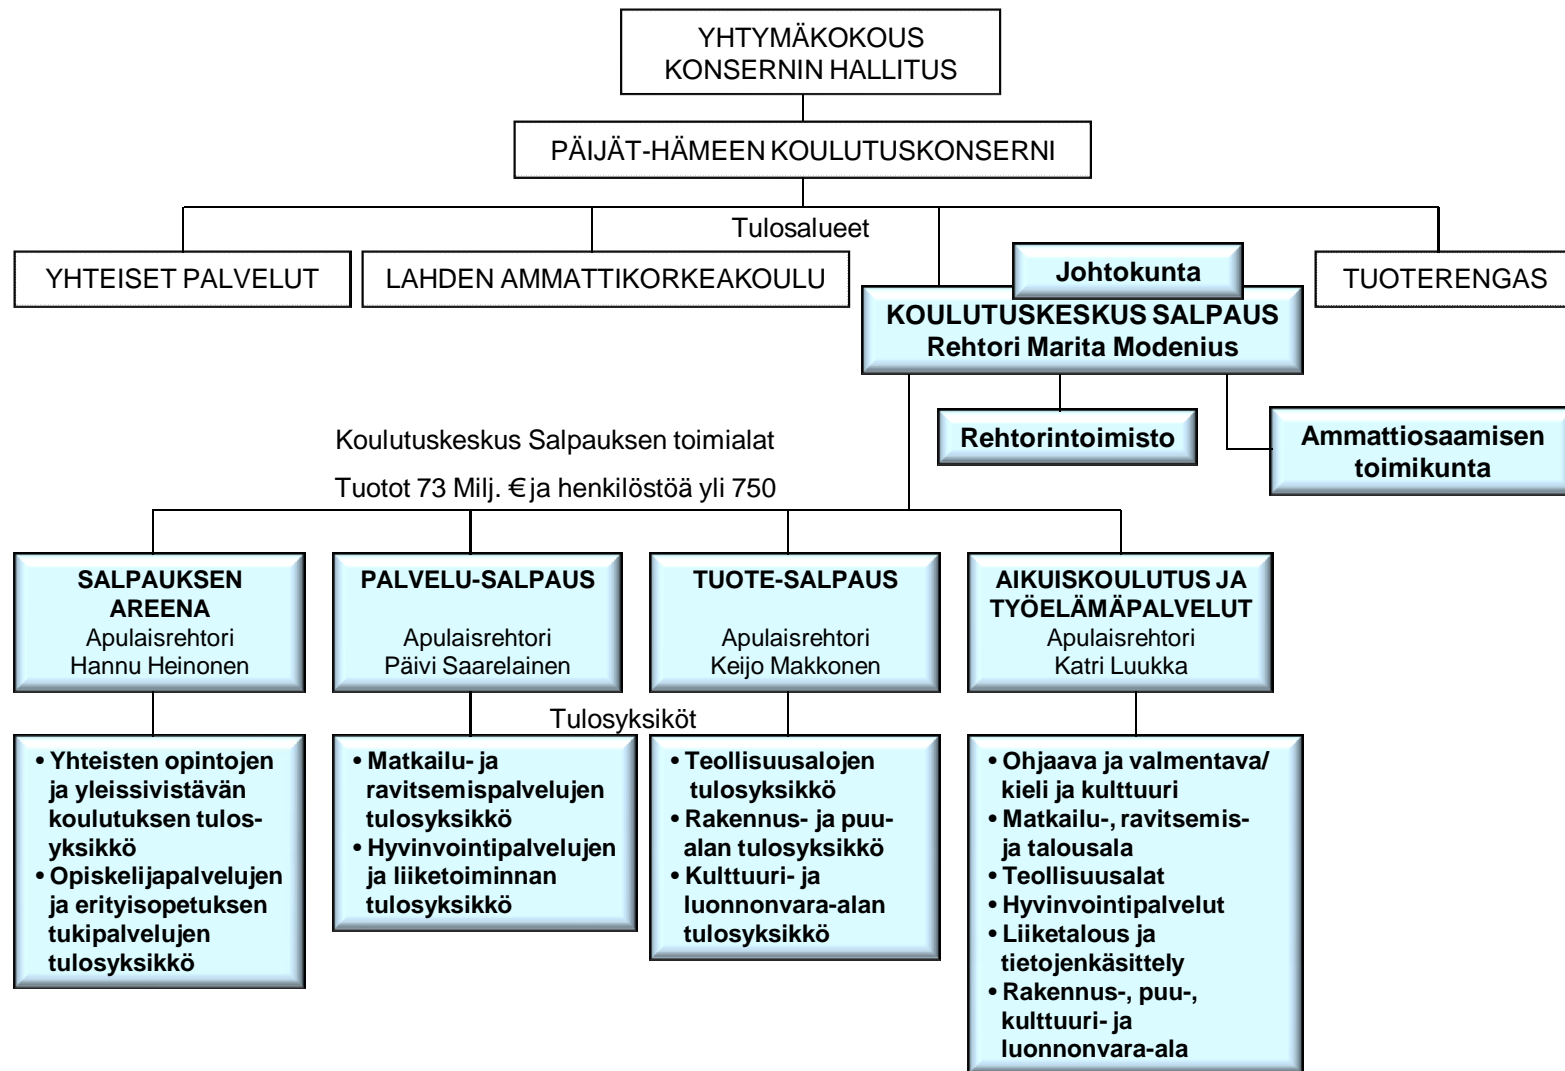 YHTYMÄKOKOUS
KONSERNIN HALLITUS
PÄIJÄT-HÄMEEN KOULUTUSKONSERNI
Tulosalueet
YHTEISET PALVELUT
LAHDEN AMMATTIKORKEAKOULU
Johtokunta
KOULUTUSKESKUS SALPAUS
Rehtori Marita Modenius
TUOTERENGAS
Rehtorintoimisto
Ammattiosaamisen
toimikunta
Koulutuskeskus Salpauksen toimialat
Tuotot 73 Milj. € ja henkilöstöä yli 750
SALPAUKSEN
AREENA
Apulaisrehtori
Hannu Heinonen
PALVELU-SALPAUS
Apulaisrehtori
Päivi Saarelainen
TUOTE-SALPAUS
Apulaisrehtori
Keijo Makkonen
AIKUISKOULUTUS JA
TYÖELÄMÄPALVELUT
Apulaisrehtori
Katri Luukka
Tulosyksiköt
• Yhteisten opintojen
ja yleissivistävän
koulutuksen tulos-
yksikkö
• Opiskelijapalvelujen
ja erityisopetuksen
tukipalvelujen
tulosyksikkö
• Matkailu- ja
ravitsemispalvelujen
tulosyksikkö
• Hyvinvointipalvelujen
ja liiketoiminnan
tulosyksikkö
• Teollisuusalojen
tulosyksikkö
• Rakennus- ja puu-
alan tulosyksikkö
• Kulttuuri- ja
luonnonvara-alan
tulosyksikkö
• Ohjaava ja valmentava/
kieli ja kulttuuri
• Matkailu-, ravitsemis-
ja talousala
• Teollisuusalat
• Hyvinvointipalvelut
• Liiketalous ja
tietojenkäsittely
• Rakennus-, puu-,
kulttuuri- ja
luonnonvara-ala